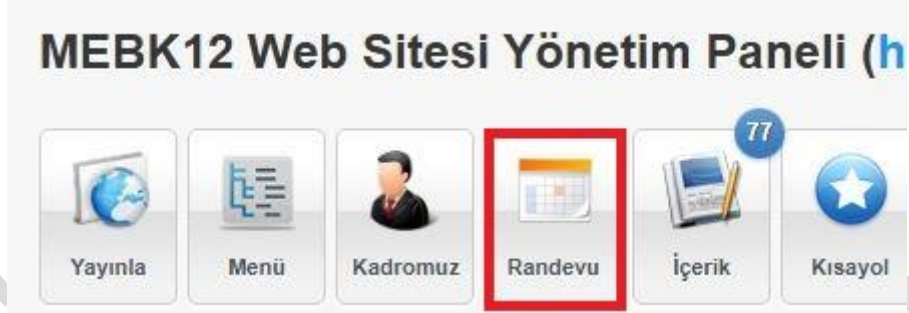 MEBK12 Web Sitesi Yönetim Paneli (h
77
Yayınla Menü Kadromuz Randevu İçerik Kısayol